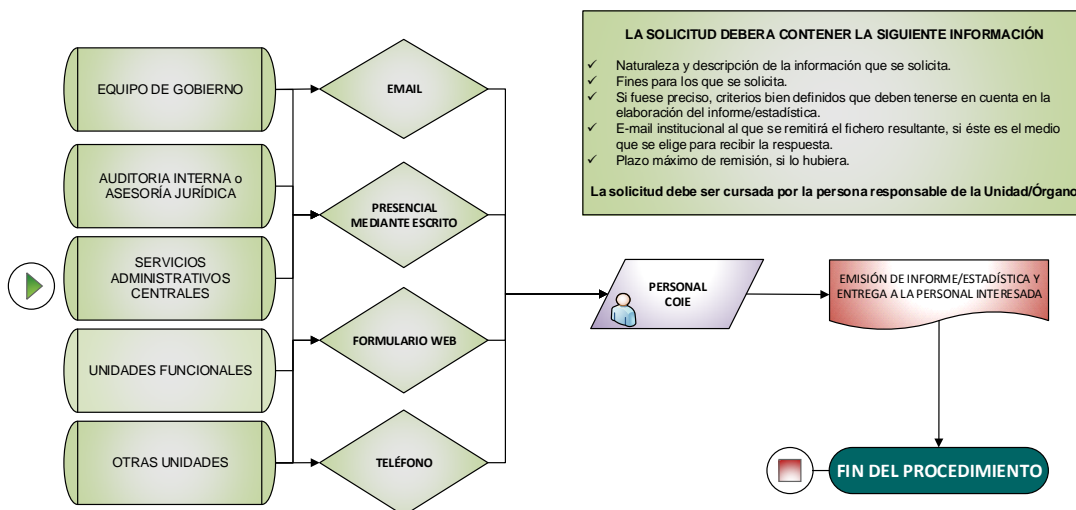 LA SOLICITUD DEBERA CONTENER LA SIGUIENTE INFORMACIÓN
✓ Naturaleza y descripción de la información que se solicita.
✓ Fines para los que se solicita.
✓ Si fuese preciso, criterios bien definidos que deben tenerse en cuenta en la
elaboración del informe/estadística.
✓ E-mail institucional al que se remitirá el fichero resultante, si éste es el medio
que se elige para recibir la respuesta.
✓ Plazo máximo de remisión, si lo hubiera.
La solicitud debe ser cursada por la persona responsable de la Unidad/Órgano
EQUIPO DE GOBIERNO
AUDITORIA INTERNA o
ASESORÍA JURÍDICA
SERVICIOS
ADMINISTRATIVOS
CENTRALES
UNIDADES FUNCIONALES
OTRAS UNIDADES
EMAIL
PRESENCIAL
MEDIANTE ESCRITO
FORMULARIO WEB
TELÉFONO
PERSONAL
COIE
EMISIÓN DE INFORME/ESTADÍSTICA Y
ENTREGA A LA PERSONAL INTERESADA
FIN DEL PROCEDIMIENTO